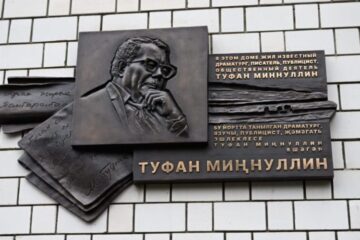 В ЭТОМ ДОМЕ ЖИЛ ИЗВЕСТНЫЙ
ДРАМАТУРГ, ПИСАТЕЛЬ, ПУБЛИЦИСТ,
ОБЩЕСТВЕННЫЙ ДЕЯТЕЛЬ
ТУФАН МИННУЛЛИН
БУ ЙОРТТА ТАНЫЛГАН ДРАМАТУРГ,
ЯЗУЧЫ, ПУБЛИЦИСТ, ҖӘМӘГАТЬ
ЭШЛЕКЛЕСЕ
ТУФАН МИҢНУЛЛИН
ЯШӘГӘН
ТУФАН МИҢНУЛЛИН